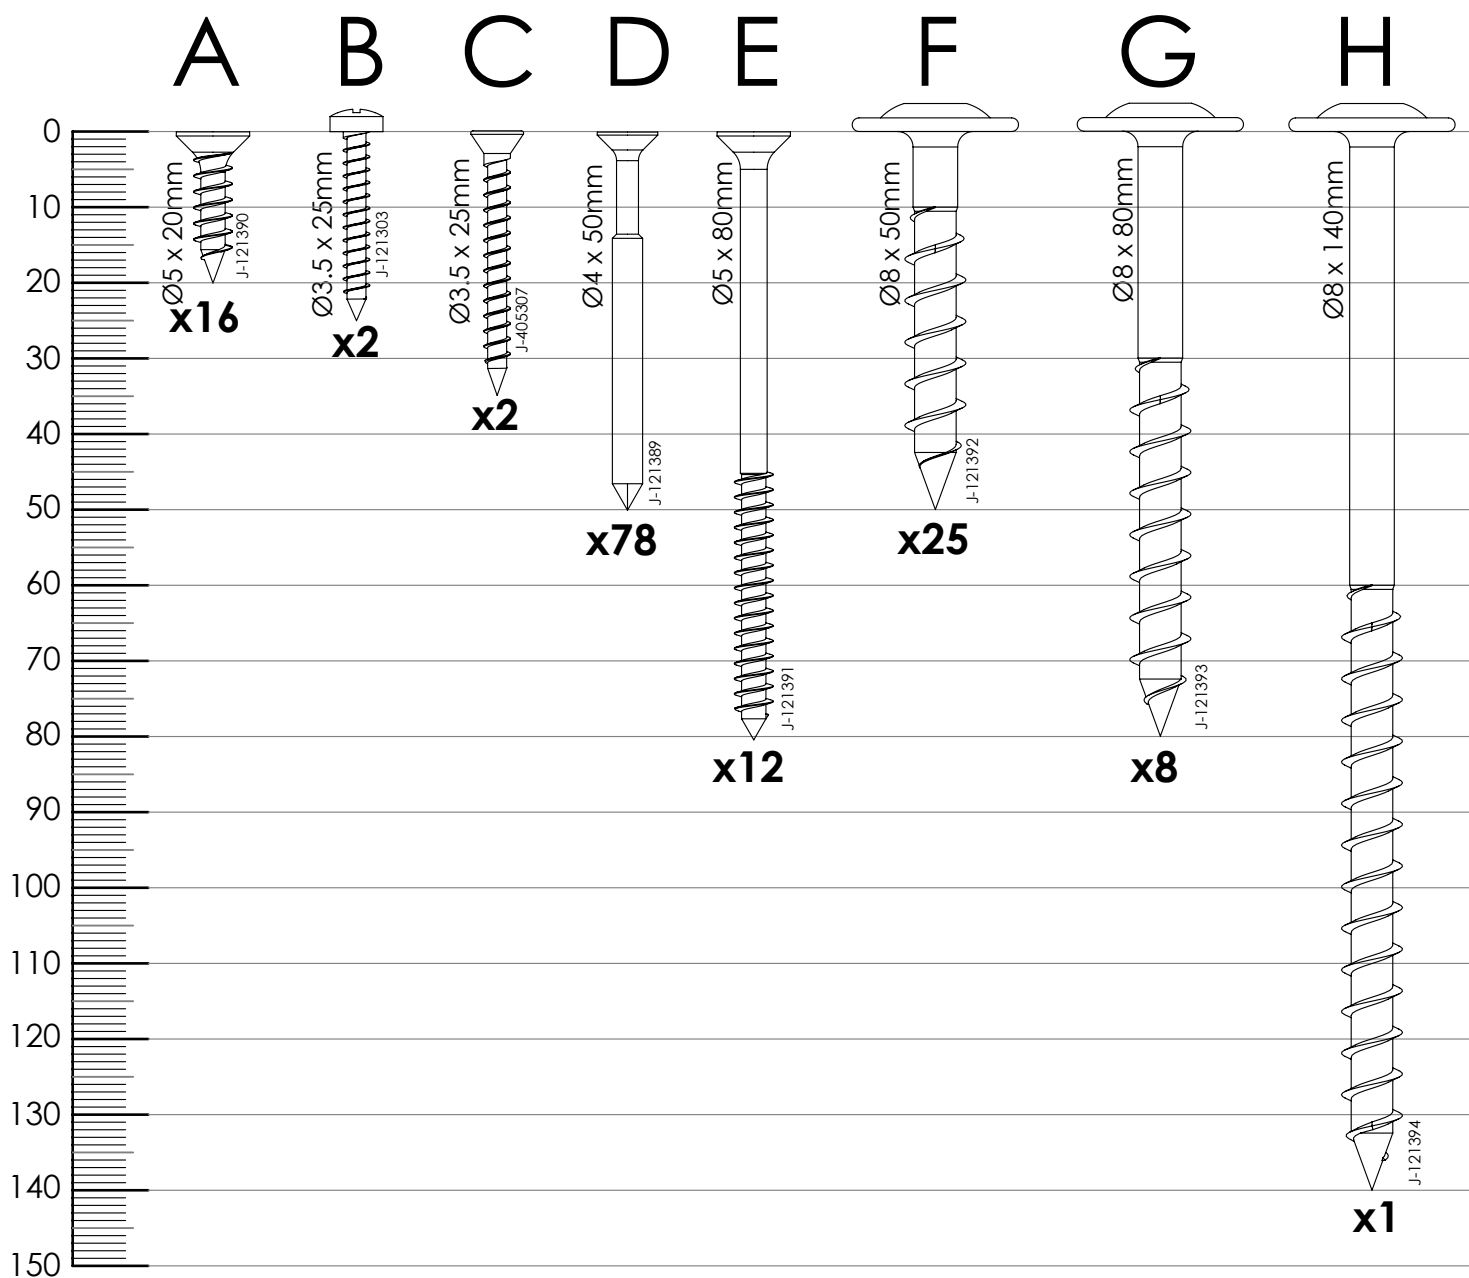 A B C D E F G H
0
10
20
30
40
50
60
70
80
90
100
110
120
130
140
150
Ø5 x 20mm
J-121390
x16
Ø3.5 x 25mm
J-121303
x2
Ø3.5 x 25mm
J-405307
x2
Ø4 x 50mm
J-121389
x78
Ø5 x 80mm
J-121391
x12
Ø8 x 50mm
J-121392
x25
Ø8 x 80mm
J-121393
x8
Ø8 x 140mm
J-121394
x1